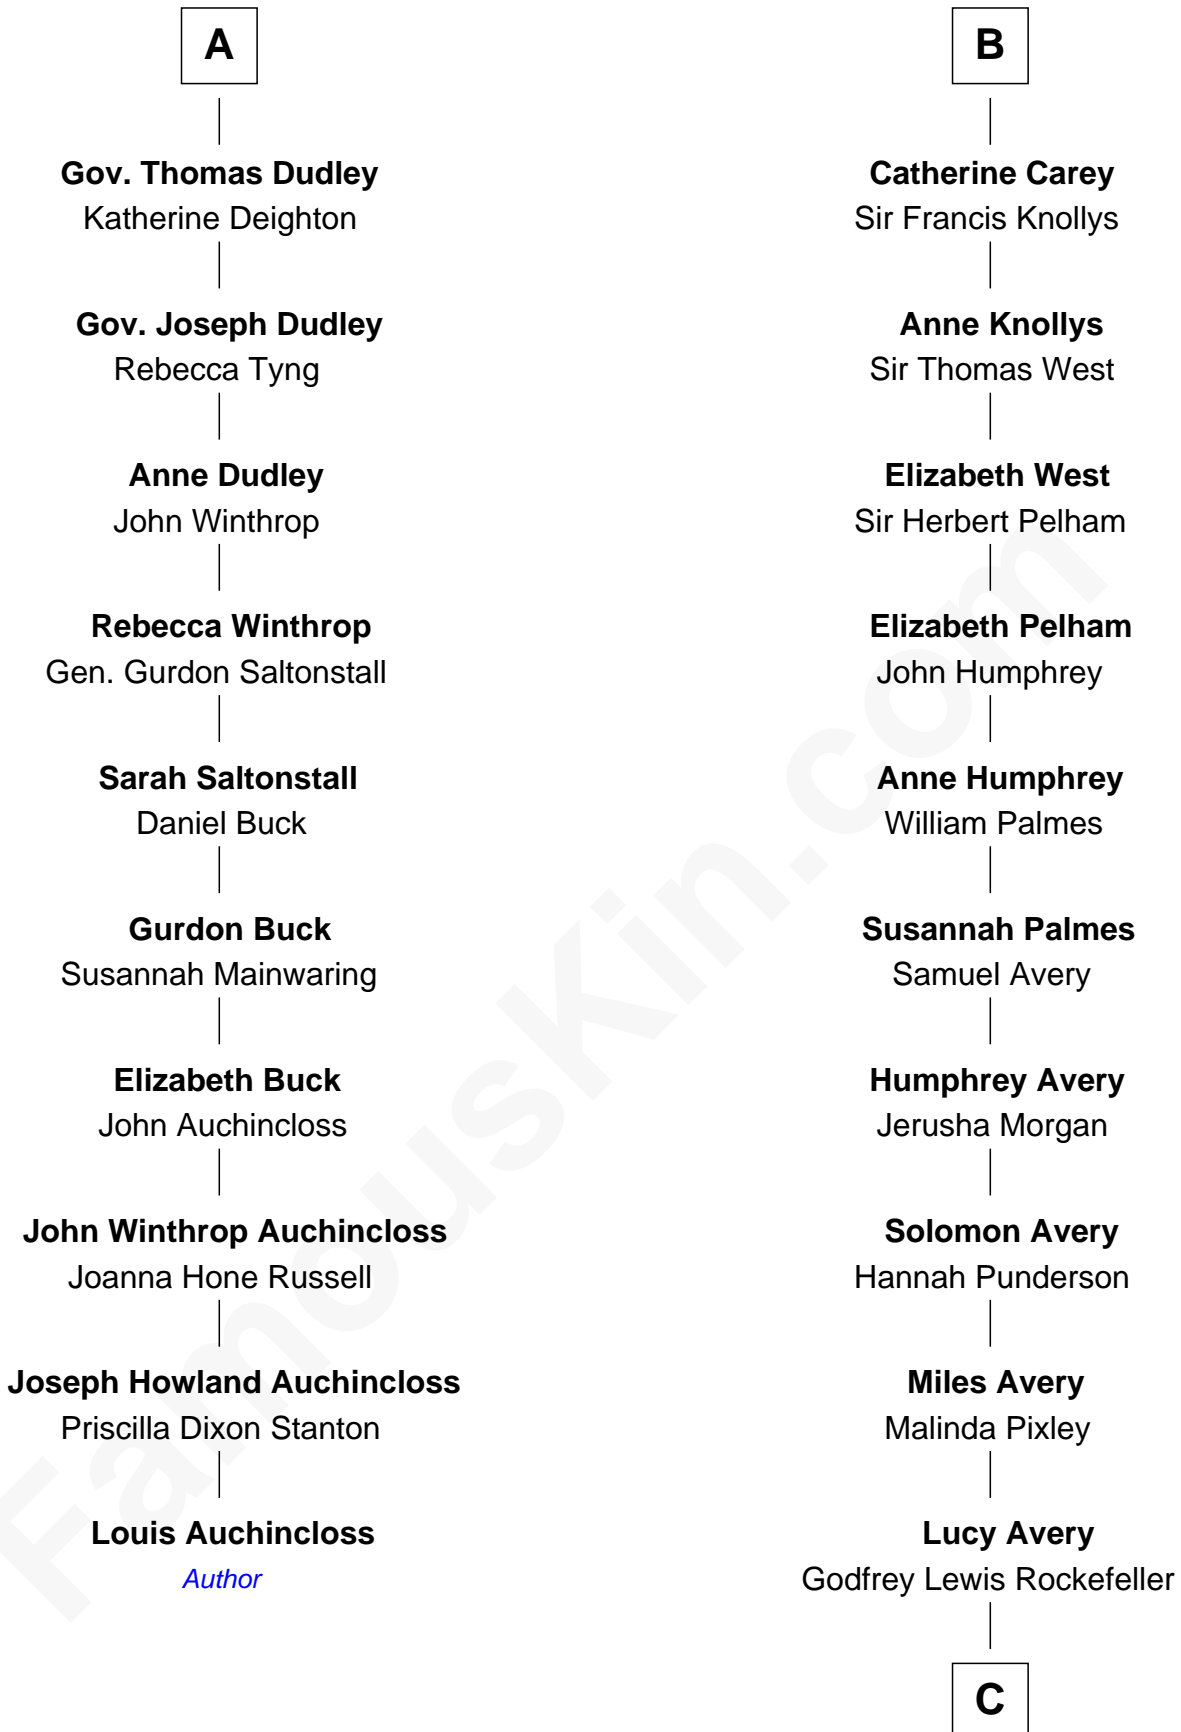 A
Gov. Thomas Dudley
Katherine Deighton
Gov. Joseph Dudley
Rebecca Tyng
Anne Dudley
John Winthrop
Rebecca Winthrop
Gen. Gurdon Saltonstall
Sarah Saltonstall
Daniel Buck
Gurdon Buck
Susannah Mainwaring
Elizabeth Buck
John Auchincloss
John Winthrop Auchincloss
Joanna Hone Russell
Joseph Howland Auchincloss
Priscilla Dixon Stanton
Louis Auchincloss
Author
B
Catherine Carey
Sir Francis Knollys
Anne Knollys
Sir Thomas West
Elizabeth West
Sir Herbert Pelham
Elizabeth Pelham
John Humphrey
Anne Humphrey
William Palmes
Susannah Palmes
Samuel Avery
Humphrey Avery
Jerusha Morgan
Solomon Avery
Hannah Punderson
Miles Avery
Malinda Pixley
Lucy Avery
Godfrey Lewis Rockefeller
C
FamousKin.com